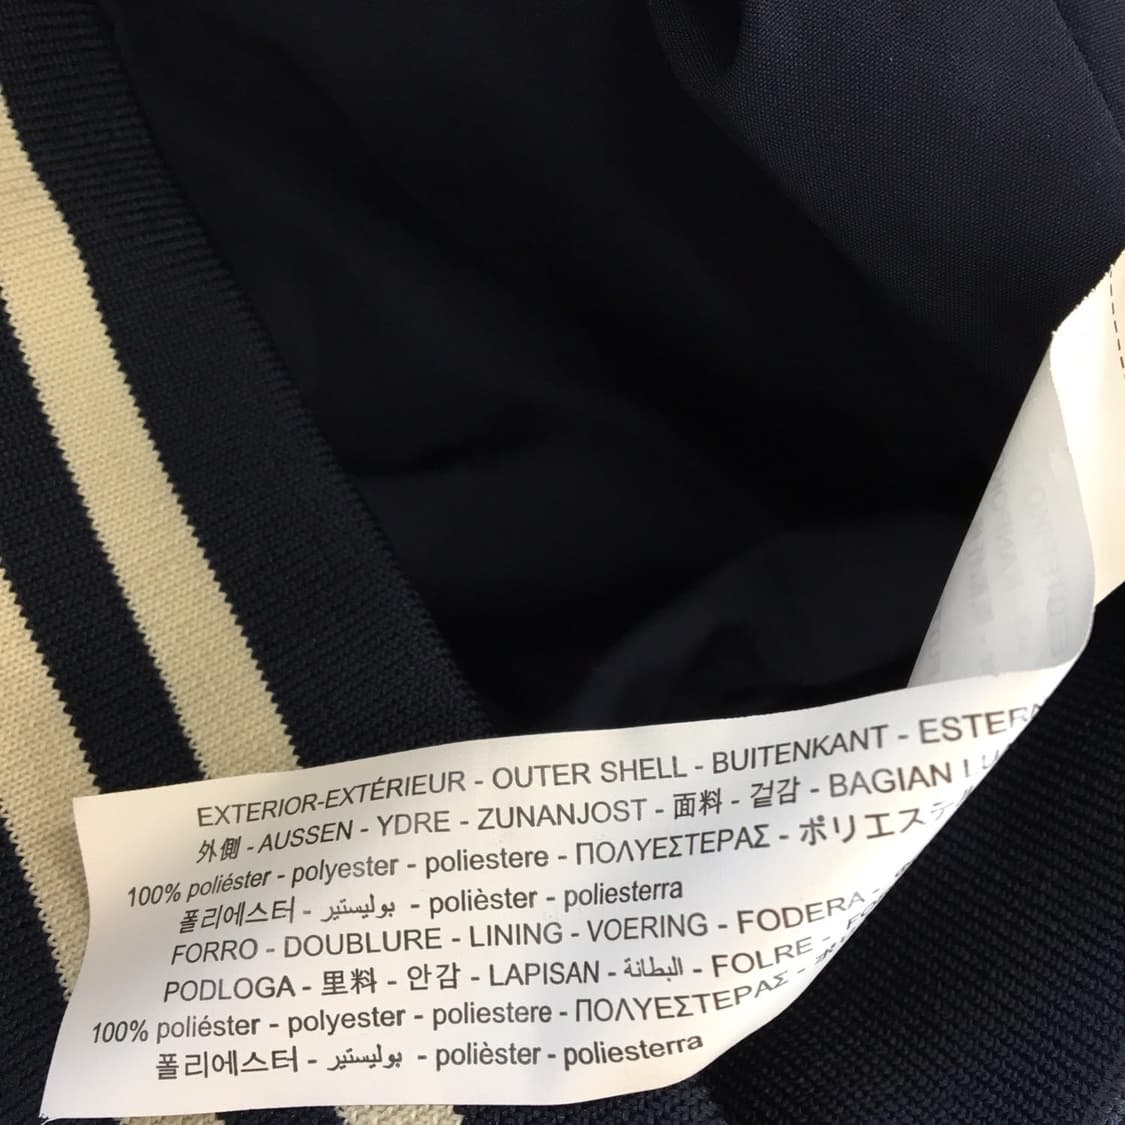 EXTERIOR-EXTÉRIEUR - OUTER SHELL - BUITENKANT -
外側 - AUSSEN - YDRE - ZUNANJOST - 面料 - 겉감 - BAGIAN
100% poliéster - polyester - poliestere - ΠΟΛΥΕΣΤΕΡΑΣ - ポリエステル
폴리에스터 - بوليستير - polièster - poliesterra
FORRO - DOUBLURE - LINING - VOERING - FODERA -
PODLOGA - 里料 - 안감 - LAPISAN - البطانة - FOLRE -
100% poliéster - polyester - poliestere - ΠΟΛΥΕΣΤΕΡΑΣ -
폴리에스터 - بوليستير - polièster - poliesterra